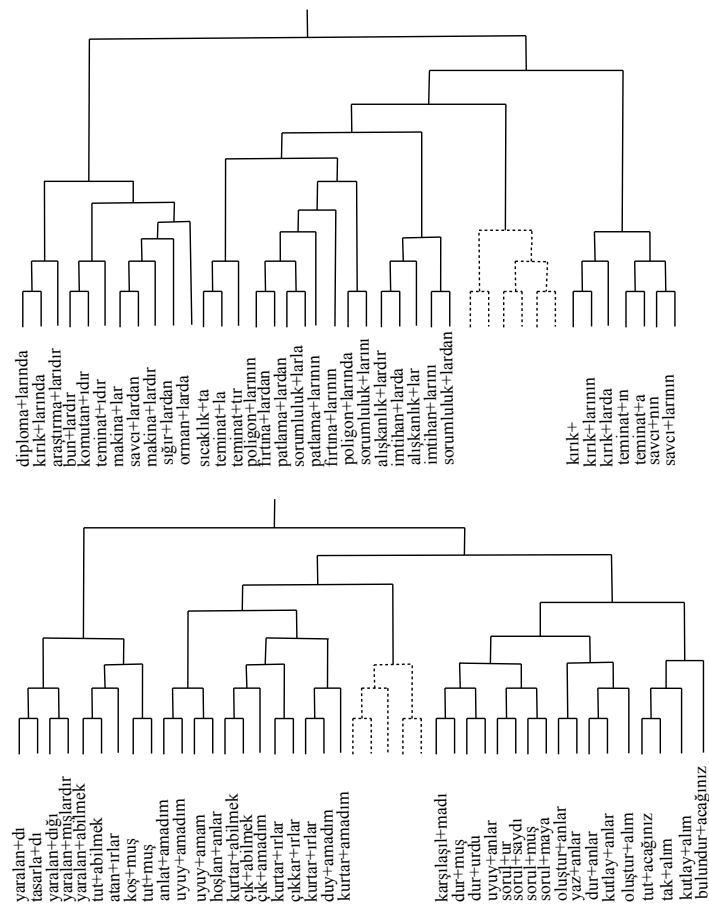 diploma+larında
kırık+larında
araştırma+larıdır
bun+lardır
komutan+ıdır
teminat+ıdır
makina+lar
savcı+lardan
makina+lardır
sığır+lardan
orman+larda
sıcaklık+ta
teminat+la
teminat+tır
poligon+larının
fırtına+lardan
patlama+lardan
sorumluluk+larla
patlama+larının
fırtına+larının
poligon+larında
sorumluluk+larını
alışkanlık+lardır
imtihan+larda
alışkanlık+lar
imtihan+larını
sorumluluk+lardan
kırık+
kırık+larının
kırık+larda
teminat+ın
teminat+a
savcı+nın
savcı+larının
yaralan+dı
tasarla+dı
yaralan+dığı
yaralan+mışlardır
yaralan+abilmek
tut+abilmek
atan+ırlar
koş+muş
tut+muş
anlat+amadım
uyuy+amadım
uyuy+amam
hoşlan+anlar
kurtar+abilmek
çık+abilmek
çık+amadım
kurtar+ırlar
çıkkar+ırlar
kurtar+ırlar
duy+amadım
kurtar+amadım
karşılaşıl+madı
dur+muş
dur+urdu
uyuy+anlar
sorul+ur
sorul+saydı
sorul+muş
sorul+maya
oluştur+anlar
yaz+anlar
dur+anlar
kutlay+anlar
oluştur+alım
tut+acağınız
tak+alım
kutlay+alım
bulundur+acağınız